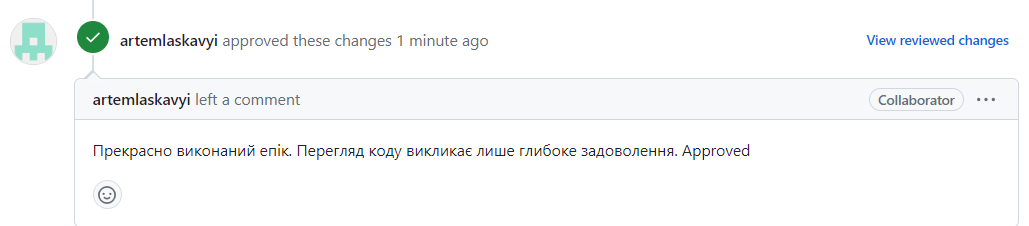 artemlaskavyi approved these changes 1 minute ago View reviewed changes
artemlaskavyi left a comment Collaborator
Прекрасно виконаний епік. Перегляд коду викликає лише глибоке задоволення. Approved